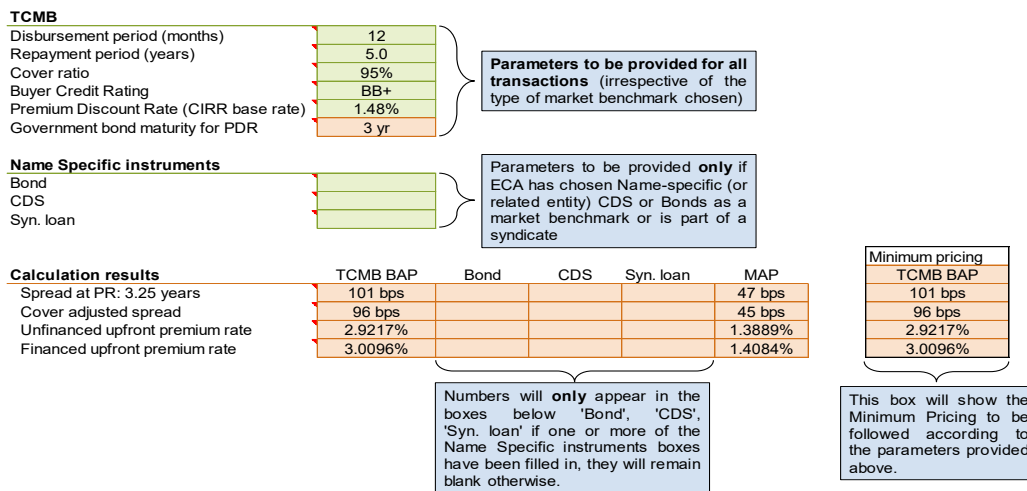 TCMB
Disbursement period (months) 12
Repayment period (years) 5.0
Cover ratio 95%
Buyer Credit Rating BB+
Premium Discount Rate (CIRR base rate) 1.48%
Government bond maturity for PDR 3 yr
Parameters to be provided for all
transactions (irrespective of the
type of market benchmark chosen)
Name Specific instruments
Bond
CDS
Syn. loan
Parameters to be provided only if
ECA has chosen Name-specific (or
related entity) CDS or Bonds as a
market benchmark or is part of a
syndicate
Calculation results TCMB BAP Bond CDS Syn. loan MAP
Spread at PR: 3.25 years 101 bps 47 bps
Cover adjusted spread 96 bps 45 bps
Unfinanced upfront premium rate 2.9217% 1.3889%
Financed upfront premium rate 3.0096% 1.4084%
Minimum pricing
TCMB BAP
101 bps
96 bps
2.9217%
3.0096%
Numbers will only appear in the
boxes below 'Bond', 'CDS',
'Syn. loan' if one or more of the
Name Specific instruments boxes
have been filled in, they will remain
blank otherwise.
This box will show the
Minimum Pricing to be
followed according to
the parameters provided
above.